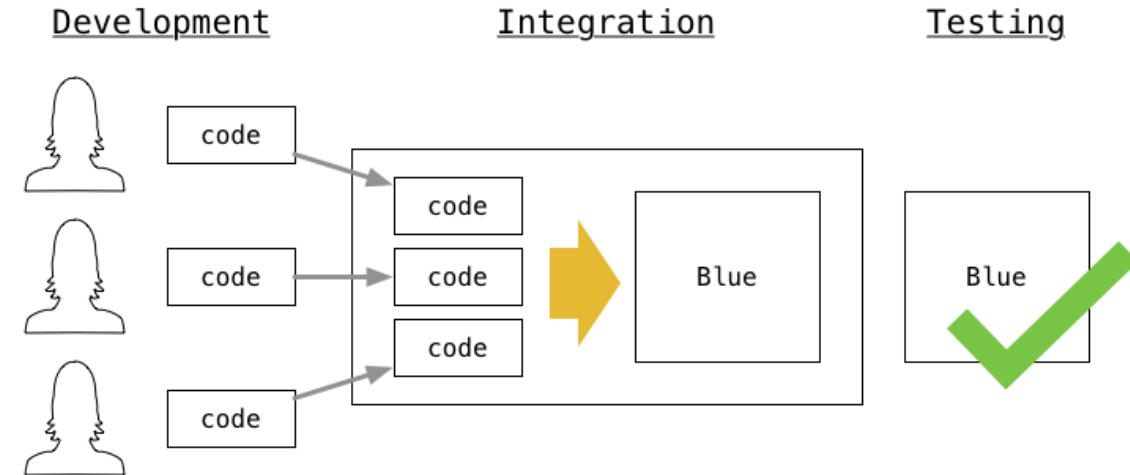 Development
Integration
Testing
code
code
code
code
code
code
Blue
Blue